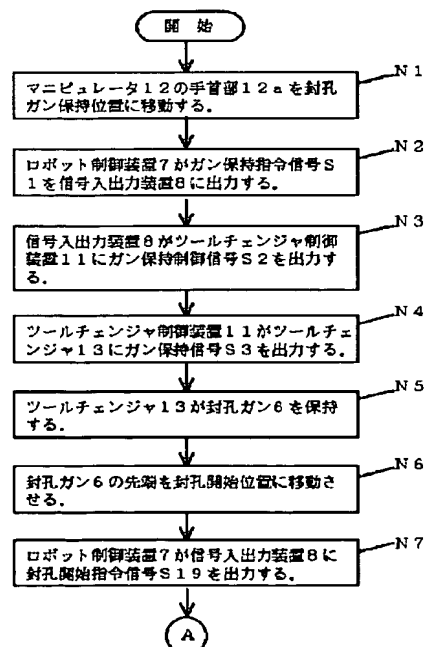 開 始
N1
マニピュレータ12の手首部12aを封孔
ガン保持位置に移動する。
N2
ロボット制御装置7がガン保持指令信号S
1を信号入出力装置8に出力する。
N3
信号入出力装置8がツールチェンジャ制御
装置11にガン保持制御信号S2を出力す
る。
N4
ツールチェンジャ制御装置11がツールチェ
ンジャ13にガン保持信号S3を出力する。
N5
ツールチェンジャ13が封孔ガン6を保持
する。
N6
封孔ガン6の先端を封孔開始位置に移動さ
せる。
N7
ロボット制御装置7が信号入出力装置8に
封孔開始指令信号S19を出力する。
A